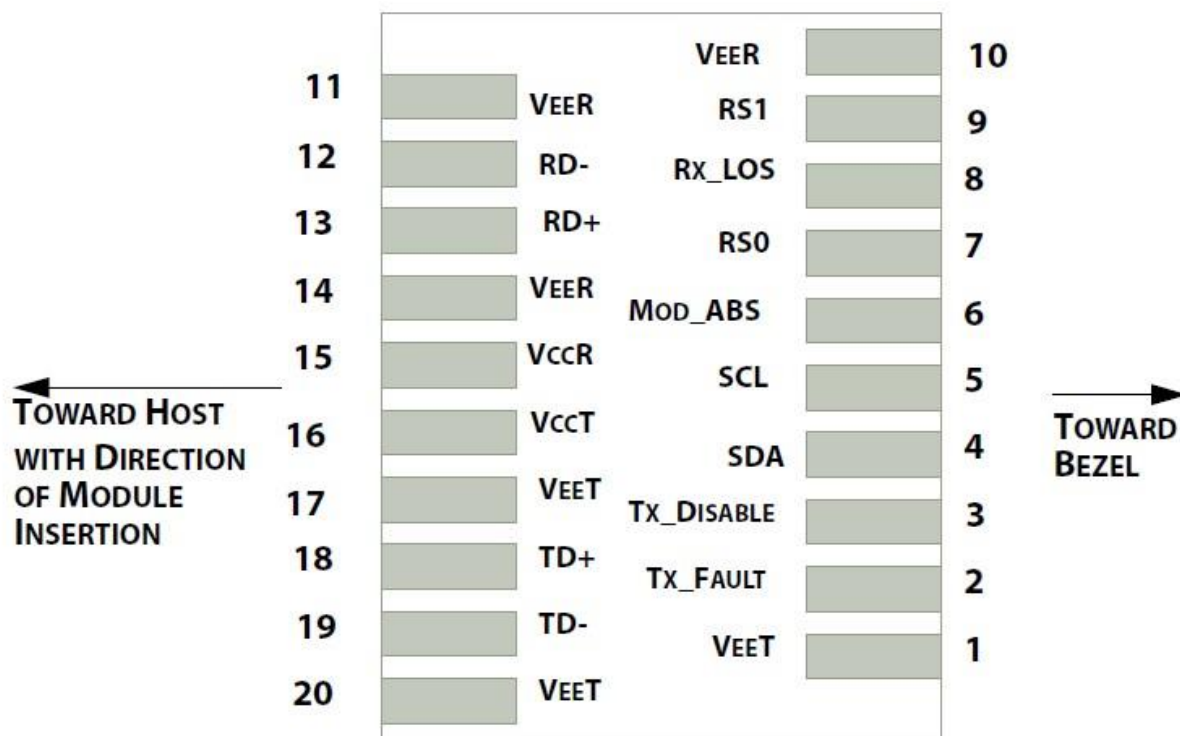 VEER 10
11 VEER
RS1 9
12 RD-
RX_LOS 8
13 RD+
RS0 7
14 VEER
MOD_ABS 6
15 VCCR
SCL 5
TOWARD HOST
WITH DIRECTION
OF MODULE
INSERTION
16 VCCT
TOWARD
BEZEL
SDA 4
17 VEET
TX_DISABLE 3
18 TD+
TX_FAULT 2
19 TD-
VEET 1
20 VEET